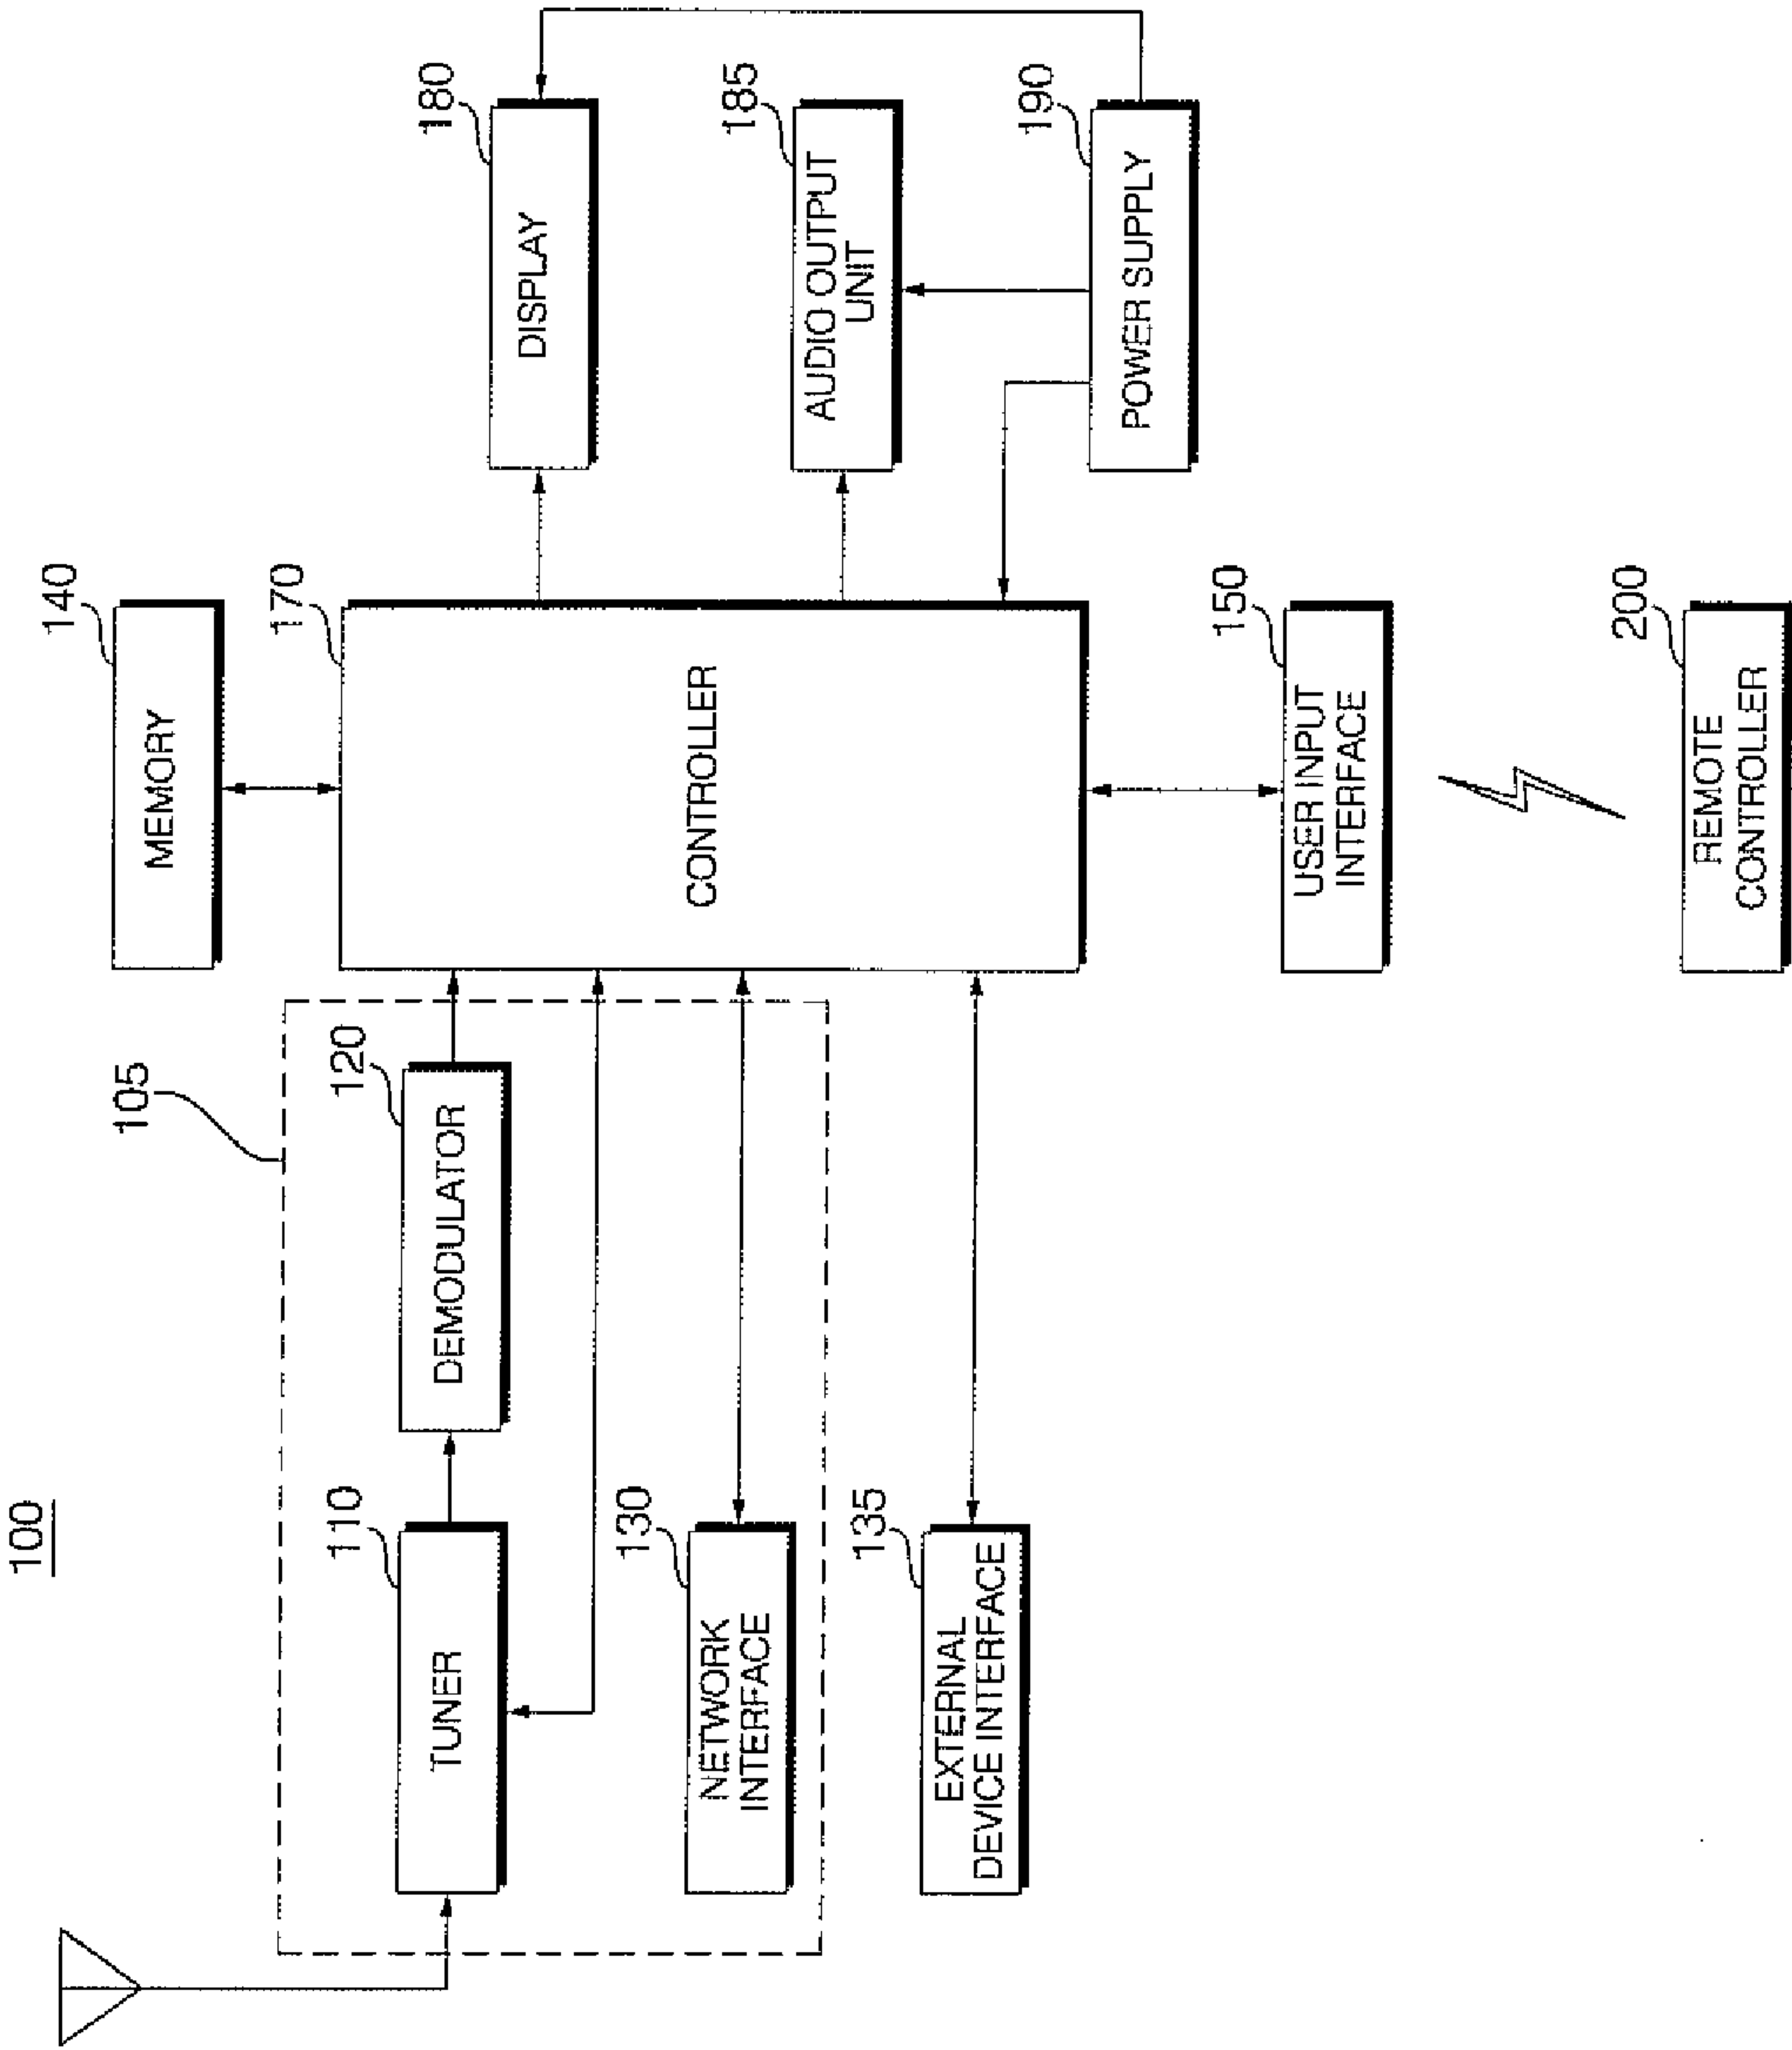 100
105
110
TUNER
120
DEMODULATOR
130
NETWORK
INTERFACE
135
EXTERNAL
DEVICE INTERFACE
140
MEMORY
170
CONTROLLER
150
USER INPUT
INTERFACE
200
REMOTE
CONTROLLER
180
DISPLAY
185
AUDIO OUTPUT
UNIT
190
POWER SUPPLY